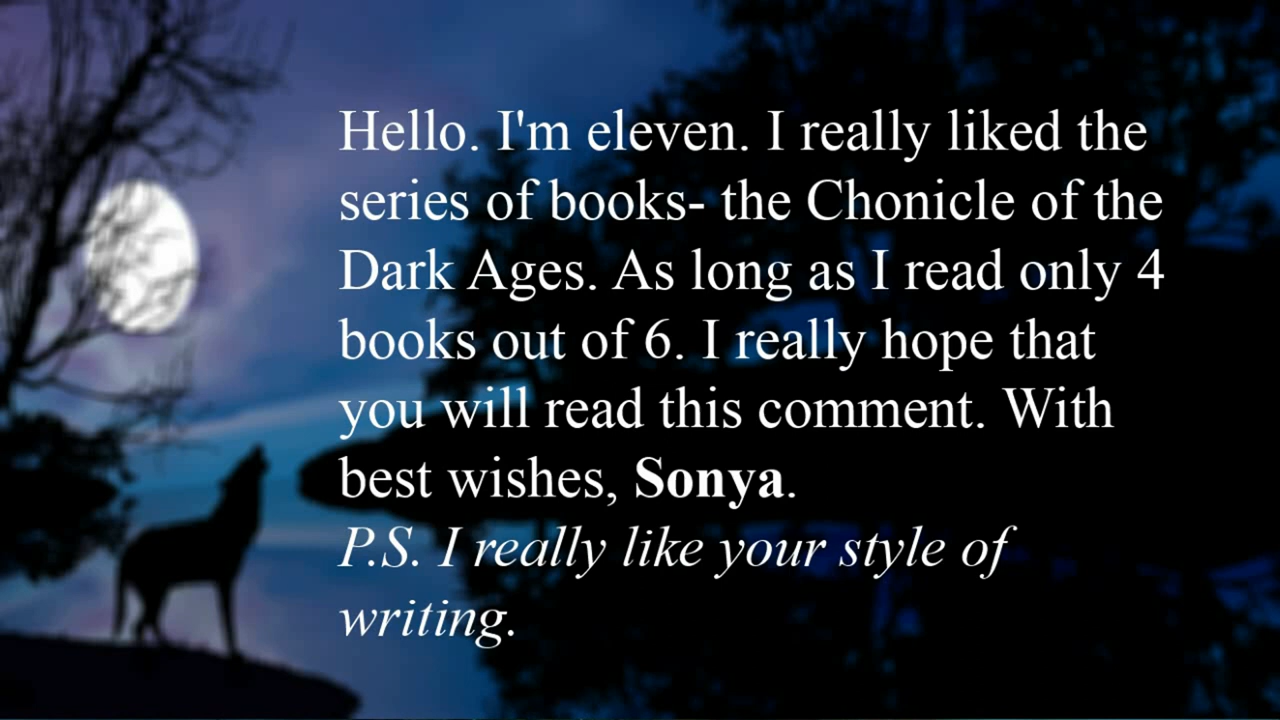 Hello. I'm eleven. I really liked the
series of books- the Chonicle of the
Dark Ages. As long as I read only 4
books out of 6. I really hope that
you will read this comment. With
best wishes, Sonya.
P.S. I really like your style of
writing.